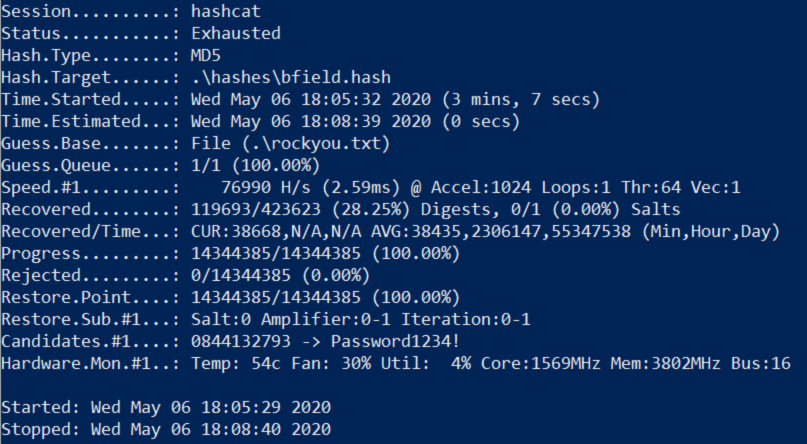 Session..........: hashcat
Status...........: Exhausted
Hash.Type........: MD5
Hash.Target......: .\hashes\bfield.hash
Time.Started.....: Wed May 06 18:05:32 2020 (3 mins, 7 secs)
Time.Estimated...: Wed May 06 18:08:39 2020 (0 secs)
Guess.Base.......: File (.\rockyou.txt)
Guess.Queue......: 1/1 (100.00%)
Speed.#1.........:    76990 H/s (2.59ms) @ Accel:1024 Loops:1 Thr:64 Vec:1
Recovered........: 119693/423623 (28.25%) Digests, 0/1 (0.00%) Salts
Recovered/Time...: CUR:38668,N/A,N/A AVG:38435,2306147,55347538 (Min,Hour,Day)
Progress.........: 14344385/14344385 (100.00%)
Rejected.........: 0/14344385 (0.00%)
Restore.Point....: 14344385/14344385 (100.00%)
Restore.Sub.#1...: Salt:0 Amplifier:0-1 Iteration:0-1
Candidates.#1....: 0844132793 -> Password1234!
Hardware.Mon.#1..: Temp: 54c Fan: 30% Util:  4% Core:1569MHz Mem:3802MHz Bus:16
Started: Wed May 06 18:05:29 2020
Stopped: Wed May 06 18:08:40 2020